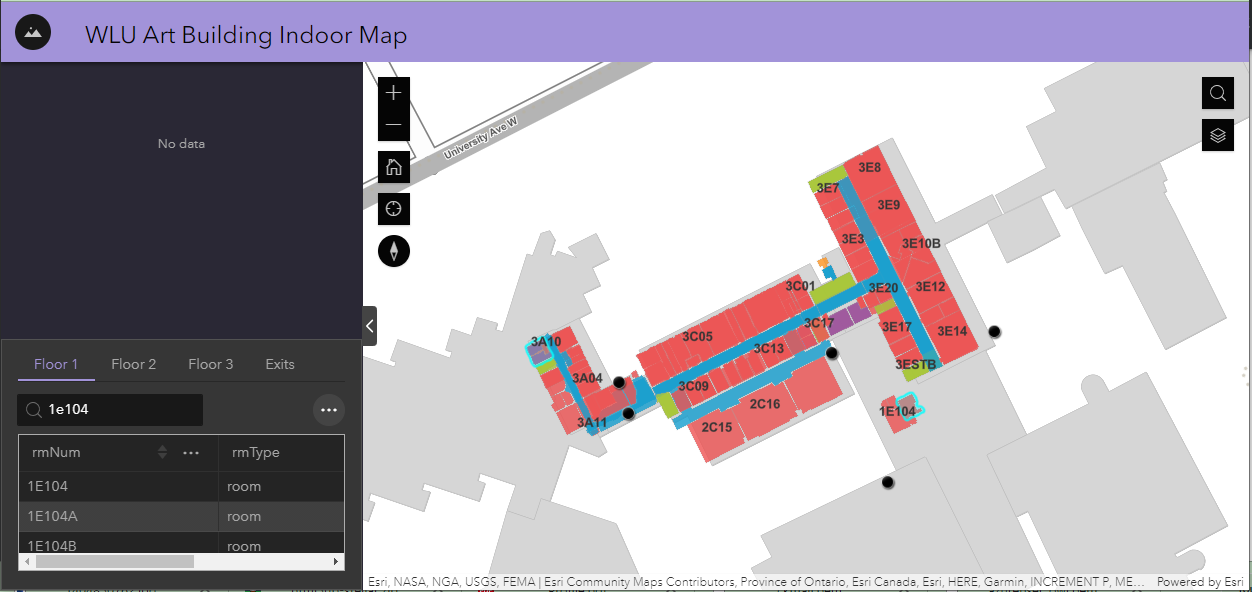 WLU Art Building Indoor Map
No data
Floor 1 Floor 2 Floor 3 Exits
1e104
rmNum rmType
1E104 room
1E104A room
1E104B room
University Ave W
3E8
3E7
3E9
3E3
3E10B
3C01
3E20
3E12
3C17
3E17
3E14
3C05
3A10
3C13
3ESTB
3A04
3C09
2C16
1E104
3A11
2C15
Esri, NASA, NGA, USGS, FEMA | Esri Community Maps Contributors, Province of Ontario, Esri Canada, Esri, HERE, Garmin, INCREMENT P, ME... Powered by Esri